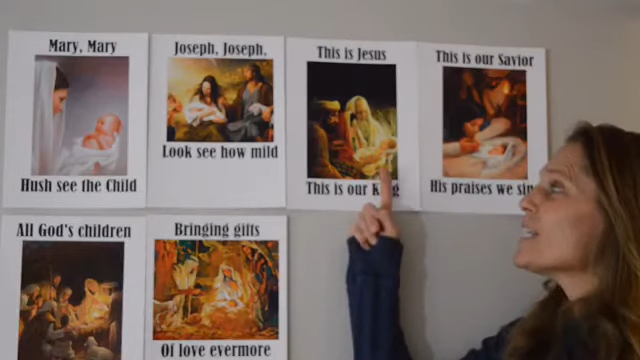 Mary, Mary
Hush see the Child
Joseph, Joseph,
Look see how mild
This is Jesus
This is our
This is our Savior
His praises we
All God's children
Bringing gifts
Of love evermore